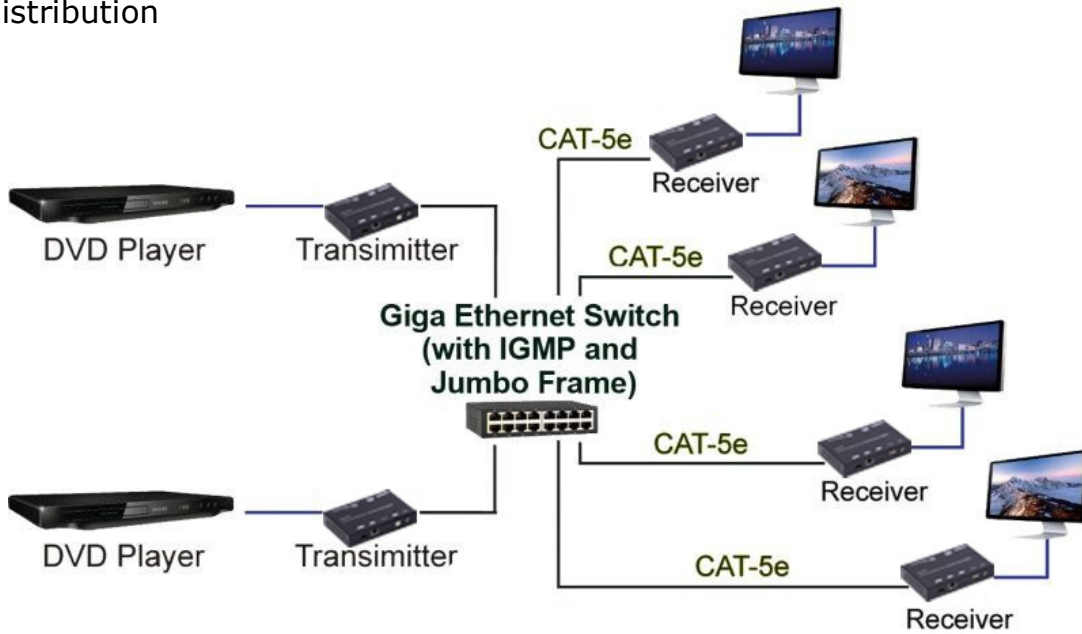 istribution
CAT-5e
Receiver
DVD Player
Transimitter
CAT-5e
Receiver
Giga Ethernet Switch
(with IGMP and
Jumbo Frame)
CAT-5e
Receiver
DVD Player
Transimitter
CAT-5e
Receiver